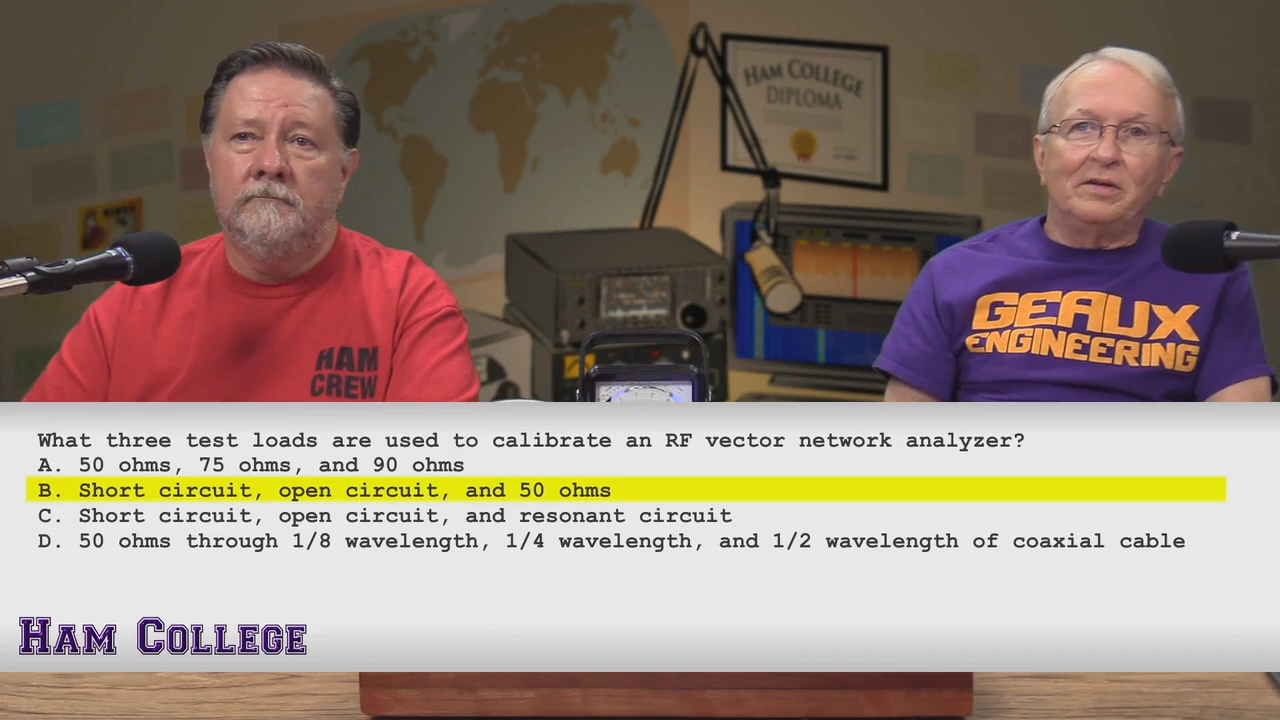 HAM COLLEGE
DIPLOMA
HAM
CREW
GEAUX
ENGINEERING
What three test loads are used to calibrate an RF vector network analyzer?
A. 50 ohms, 75 ohms, and 90 ohms
B. Short circuit, open circuit, and 50 ohms
C. Short circuit, open circuit, and resonant circuit
D. 50 ohms through 1/8 wavelength, 1/4 wavelength, and 1/2 wavelength of coaxial cable
HAM COLLEGE